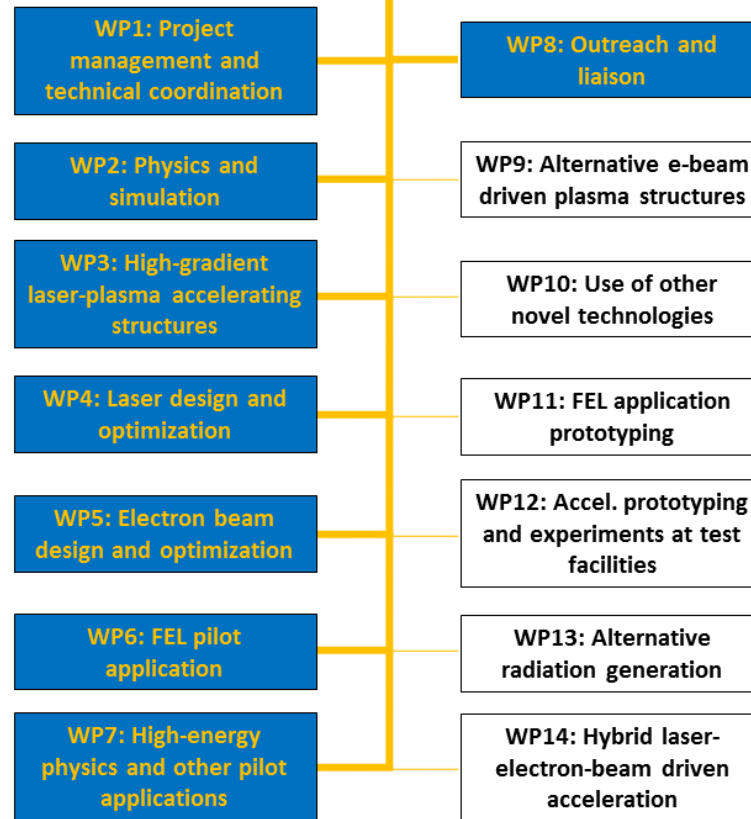 WP1: Project
management and
technical coordination
WP2: Physics and
simulation
WP3: High-gradient
laser-plasma accelerating
structures
WP4: Laser design and
optimization
WP5: Electron beam
design and optimization
WP6: FEL pilot
application
WP7: High-energy
physics and other pilot
applications
WP8: Outreach and
liaison
WP9: Alternative e-beam
driven plasma structures
WP10: Use of other
novel technologies
WP11: FEL application
prototyping
WP12: Accel. prototyping
and experiments at test
facilities
WP13: Alternative
radiation generation
WP14: Hybrid laser-
electron-beam driven
acceleration